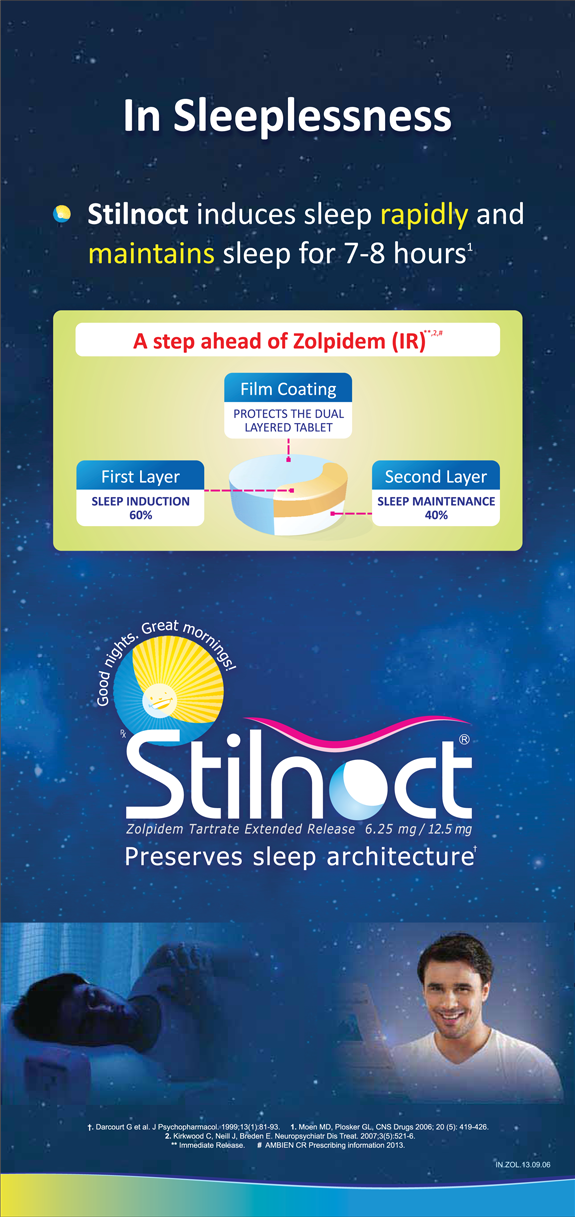 In Sleeplessness
Stilnoct induces sleep rapidly and
maintains sleep for 7-8 hours1
A step ahead of Zolpidem (IR)**,2,#
Film Coating
PROTECTS THE DUAL
LAYERED TABLET
First Layer
SLEEP INDUCTION
60%
Second Layer
SLEEP MAINTENANCE
40%
Good nights. Great mornings!
℞
Stilnoct®
Zolpidem Tartrate Extended Release 6.25 mg / 12.5 mg
Preserves sleep architecture†
†. Darcourt G et al. J Psychopharmacol. 1999;13(1):81-93. 1. Moen MD, Plosker GL, CNS Drugs 2006; 20 (5): 419-426.
2. Kirkwood C, Neill J, Breden E. Neuropsychiatr Dis Treat. 2007;3(5):521-6.
** Immediate Release. # AMBIEN CR Prescribing information 2013.
IN.ZOL.13.09.06